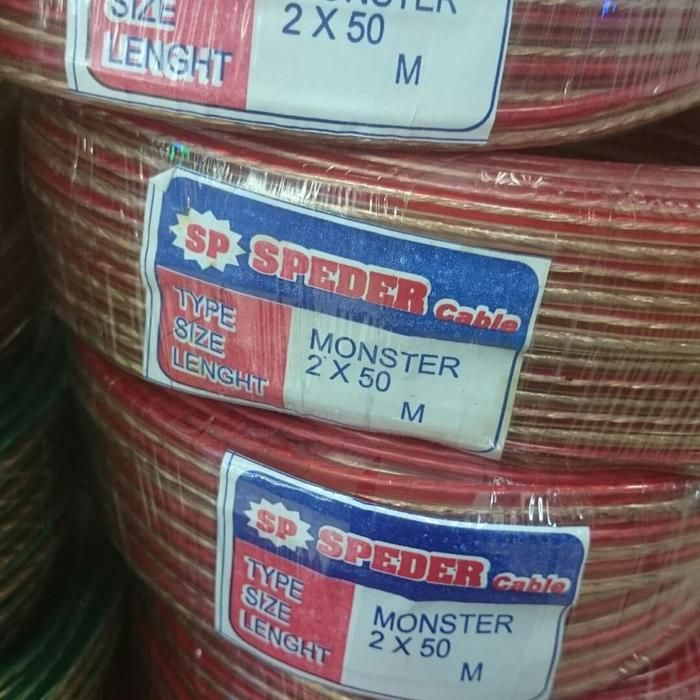 SIZE
2 X 50
LENGHT
M
SP SPEDER Cable
TYPE MONSTER
SIZE 2 X 50
LENGHT M
SP SPEDER Cable
TYPE MONSTER
SIZE 2 X 50
LENGHT M